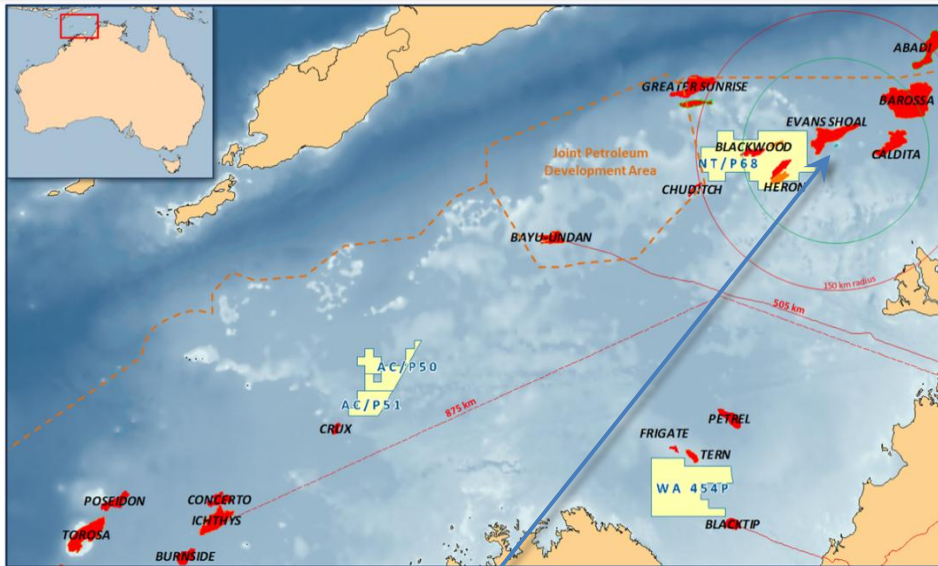 ABADI
GREATER SUNRISE
BAROSSA
EVANS SHOAL
BLACKWOOD
CALDITA
Joint Petroleum
Development Area
NT/P68
CHUDITCH
HERON
BAYU-UNDAN
150 km radius
505 km
AC/P50
AC/P51
875 km
CRUX
PETREL
FRIGATE
TERN
WA 454P
POSEIDON
CONCERTO
ICHTHYS
TOROSA
BLACKTIP
BURNSIDE